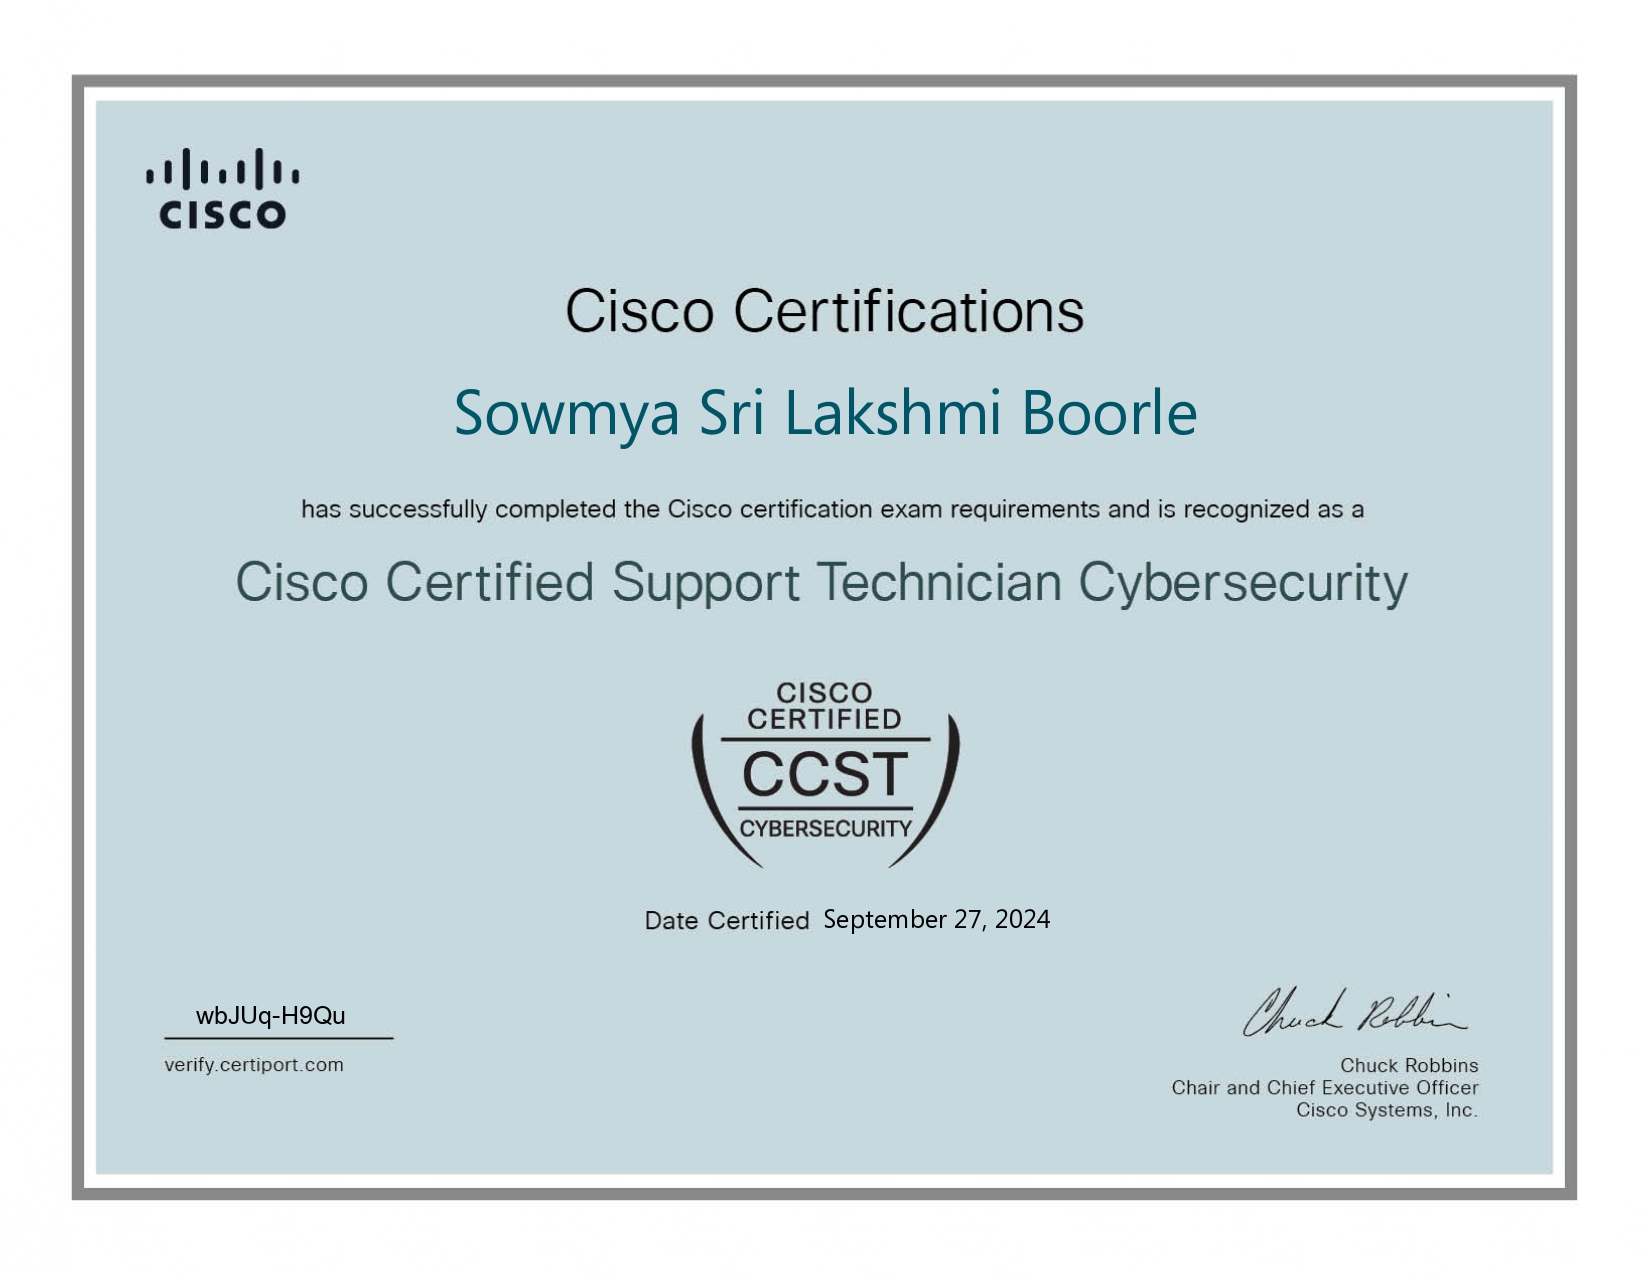 CISCO
Cisco Certifications
Sowmya Sri Lakshmi Boorle
has successfully completed the Cisco certification exam requirements and is recognized as a
Cisco Certified Support Technician Cybersecurity
CISCO
CERTIFIED
CCST
CYBERSECURITY
Date Certified September 27, 2024
wbJUq-H9Qu
verify.certiport.com
Chuck Robbins
Chuck Robbins
Chair and Chief Executive Officer
Cisco Systems, Inc.